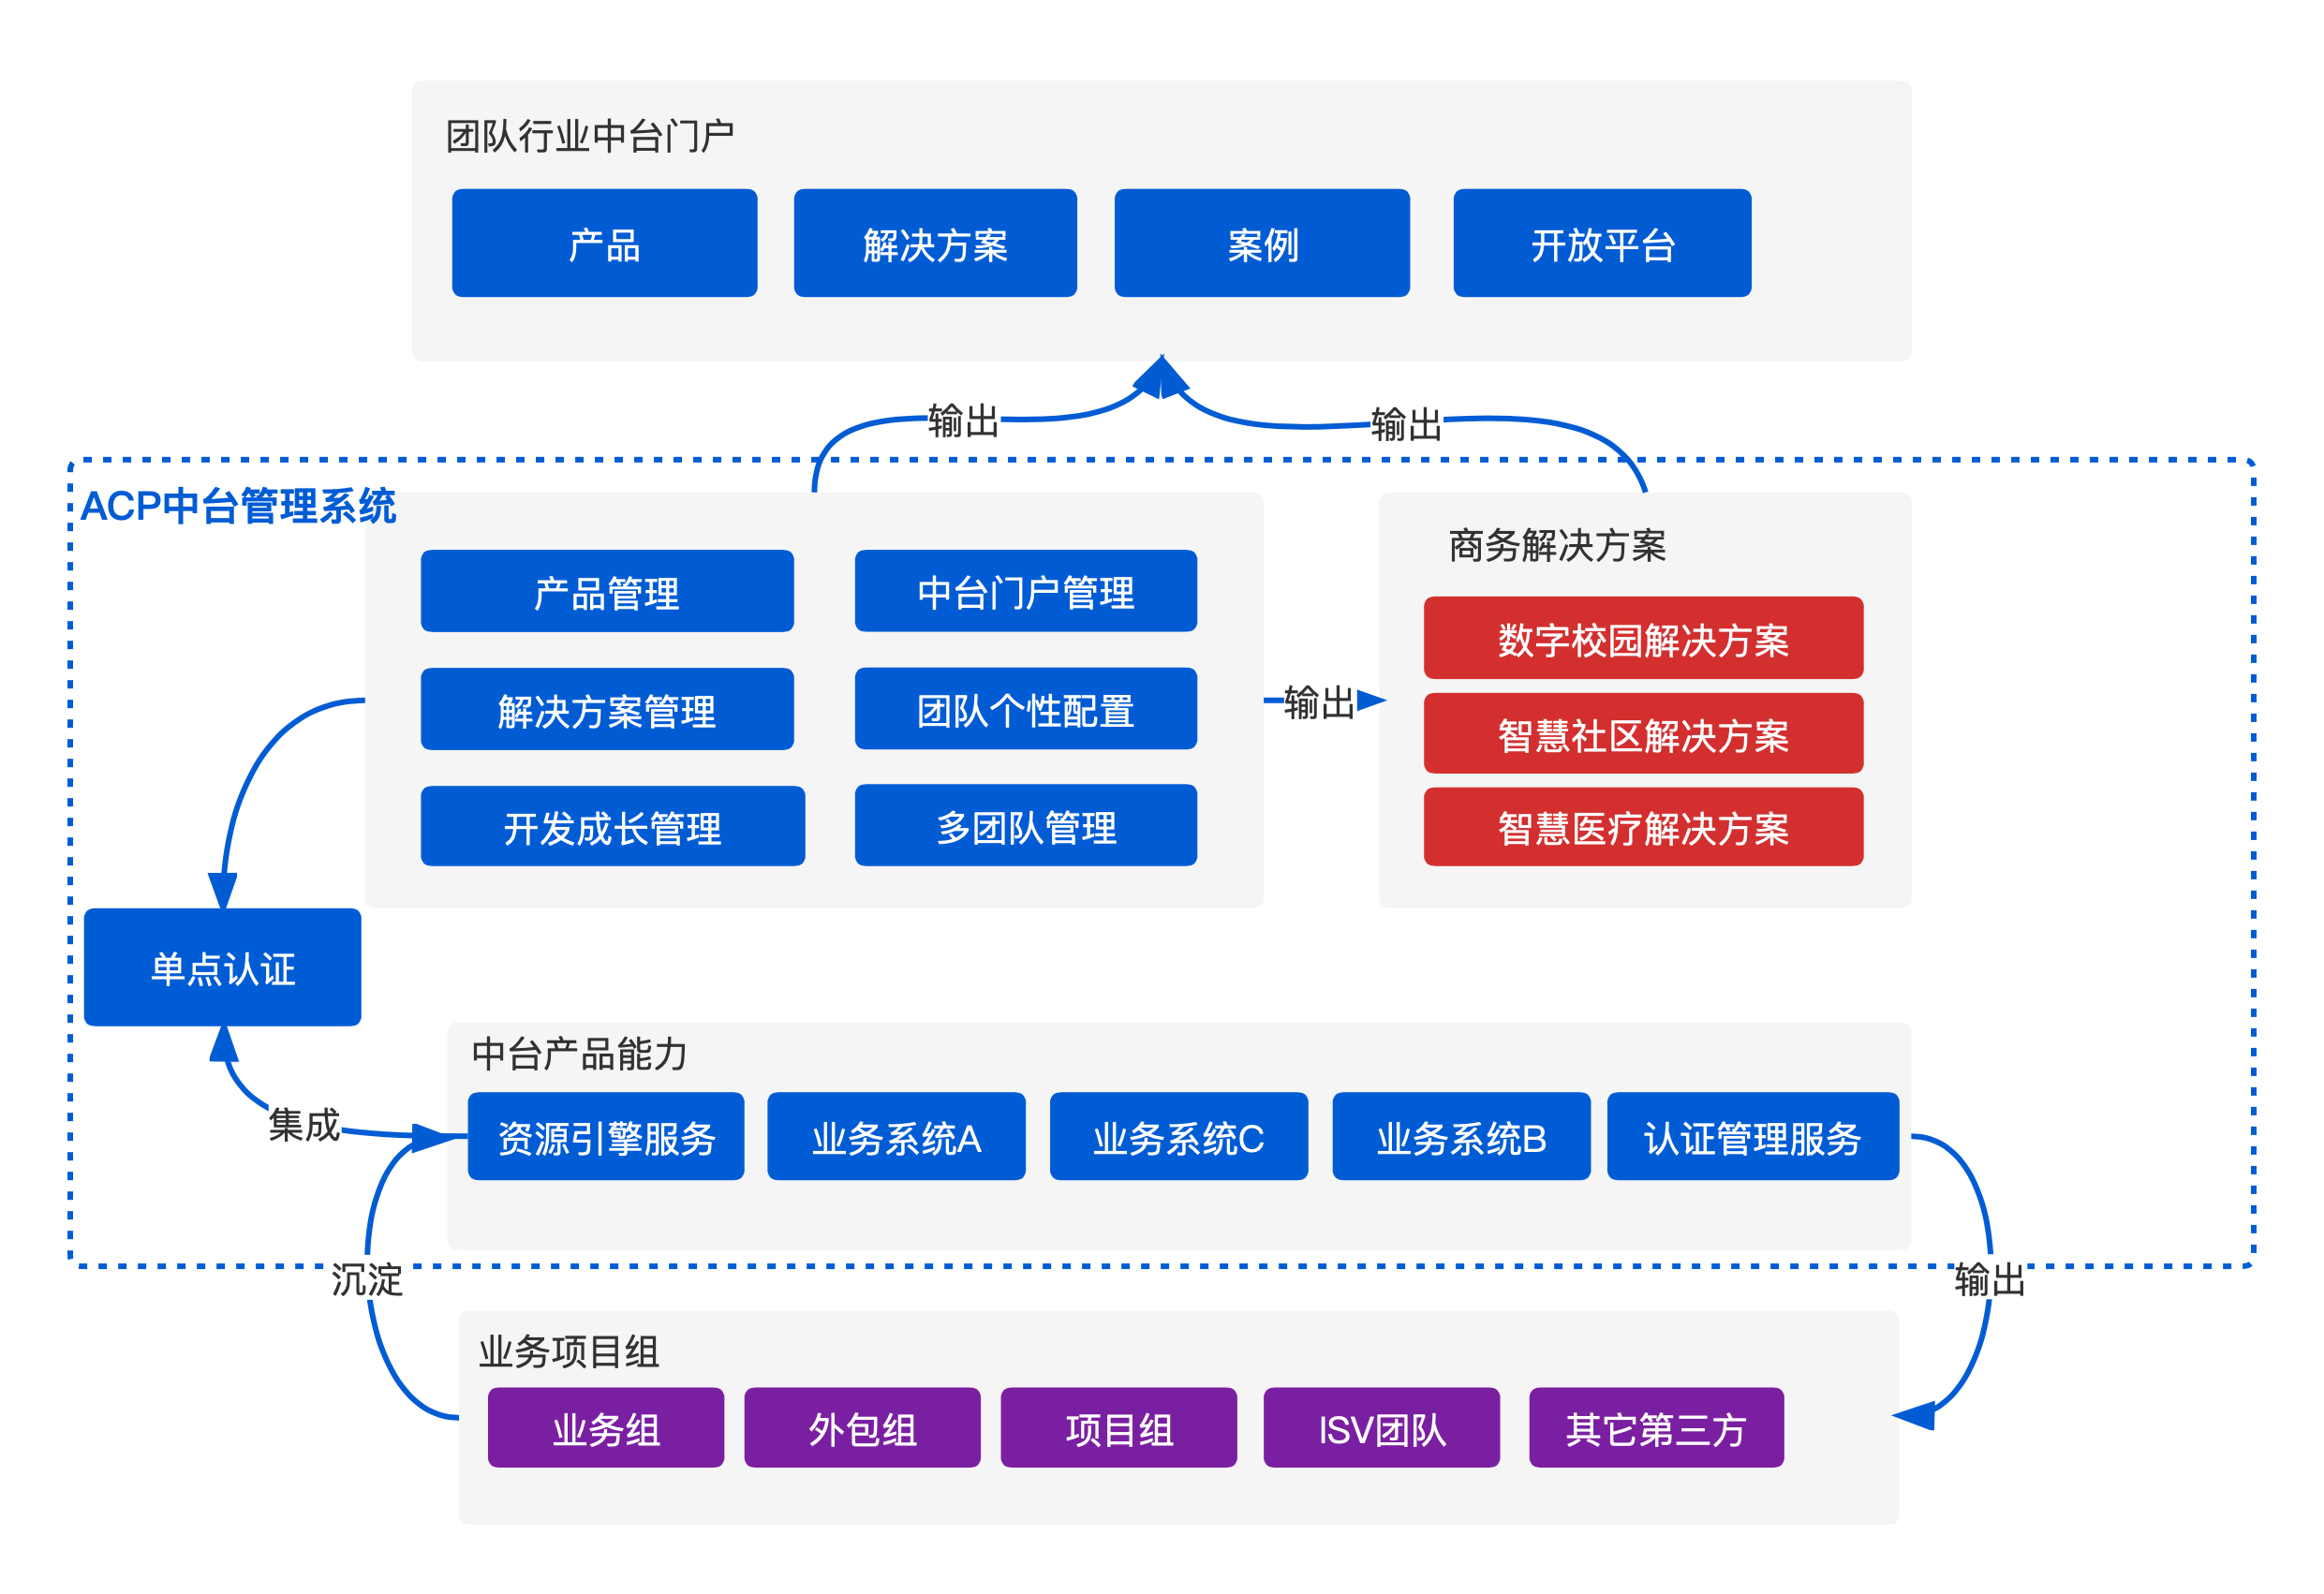 团队行业中台门户
产品
解决方案
案例
开放平台
输出
输出
ACP中台管理系统
产品管理
中台门户管理
解决方案管理
团队个性配置
开发成长管理
多团队管理
输出
商务解决方案
数字校园解决方案
智慧社区解决方案
智慧医疗解决方案
单点认证
集成
中台产品能力
资源引擎服务
业务系统A
业务系统C
业务系统B
认证管理服务
沉淀
输出
业务项目组
业务组
外包组
项目组
ISV团队
其它第三方